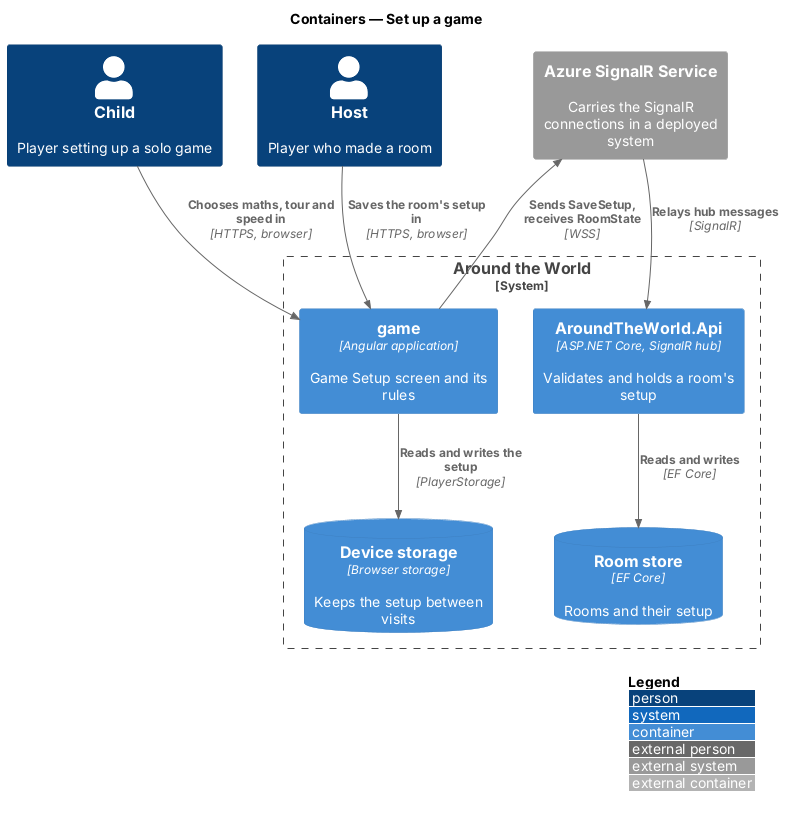 Containers — Set up a game
Child
Player setting up a solo game
Host
Player who made a room
Azure SignalR Service
Carries the SignalR
connections in a deployed
system
Chooses maths, tour and
speed in
[HTTPS, browser]
Saves the room's setup
in
[HTTPS, browser]
Sends SaveSetup,
receives RoomState
[WSS]
Relays hub messages
[SignalR]
Around the World
[System]
game
[Angular application]
Game Setup screen and its
rules
AroundTheWorld.Api
[ASP.NET Core, SignalR hub]
Validates and holds a room's
setup
Reads and writes the
setup
[PlayerStorage]
Reads and writes
[EF Core]
Device storage
[Browser storage]
Keeps the setup between
visits
Room store
[EF Core]
Rooms and their setup
Legend
person
system
container
external person
external system
external container